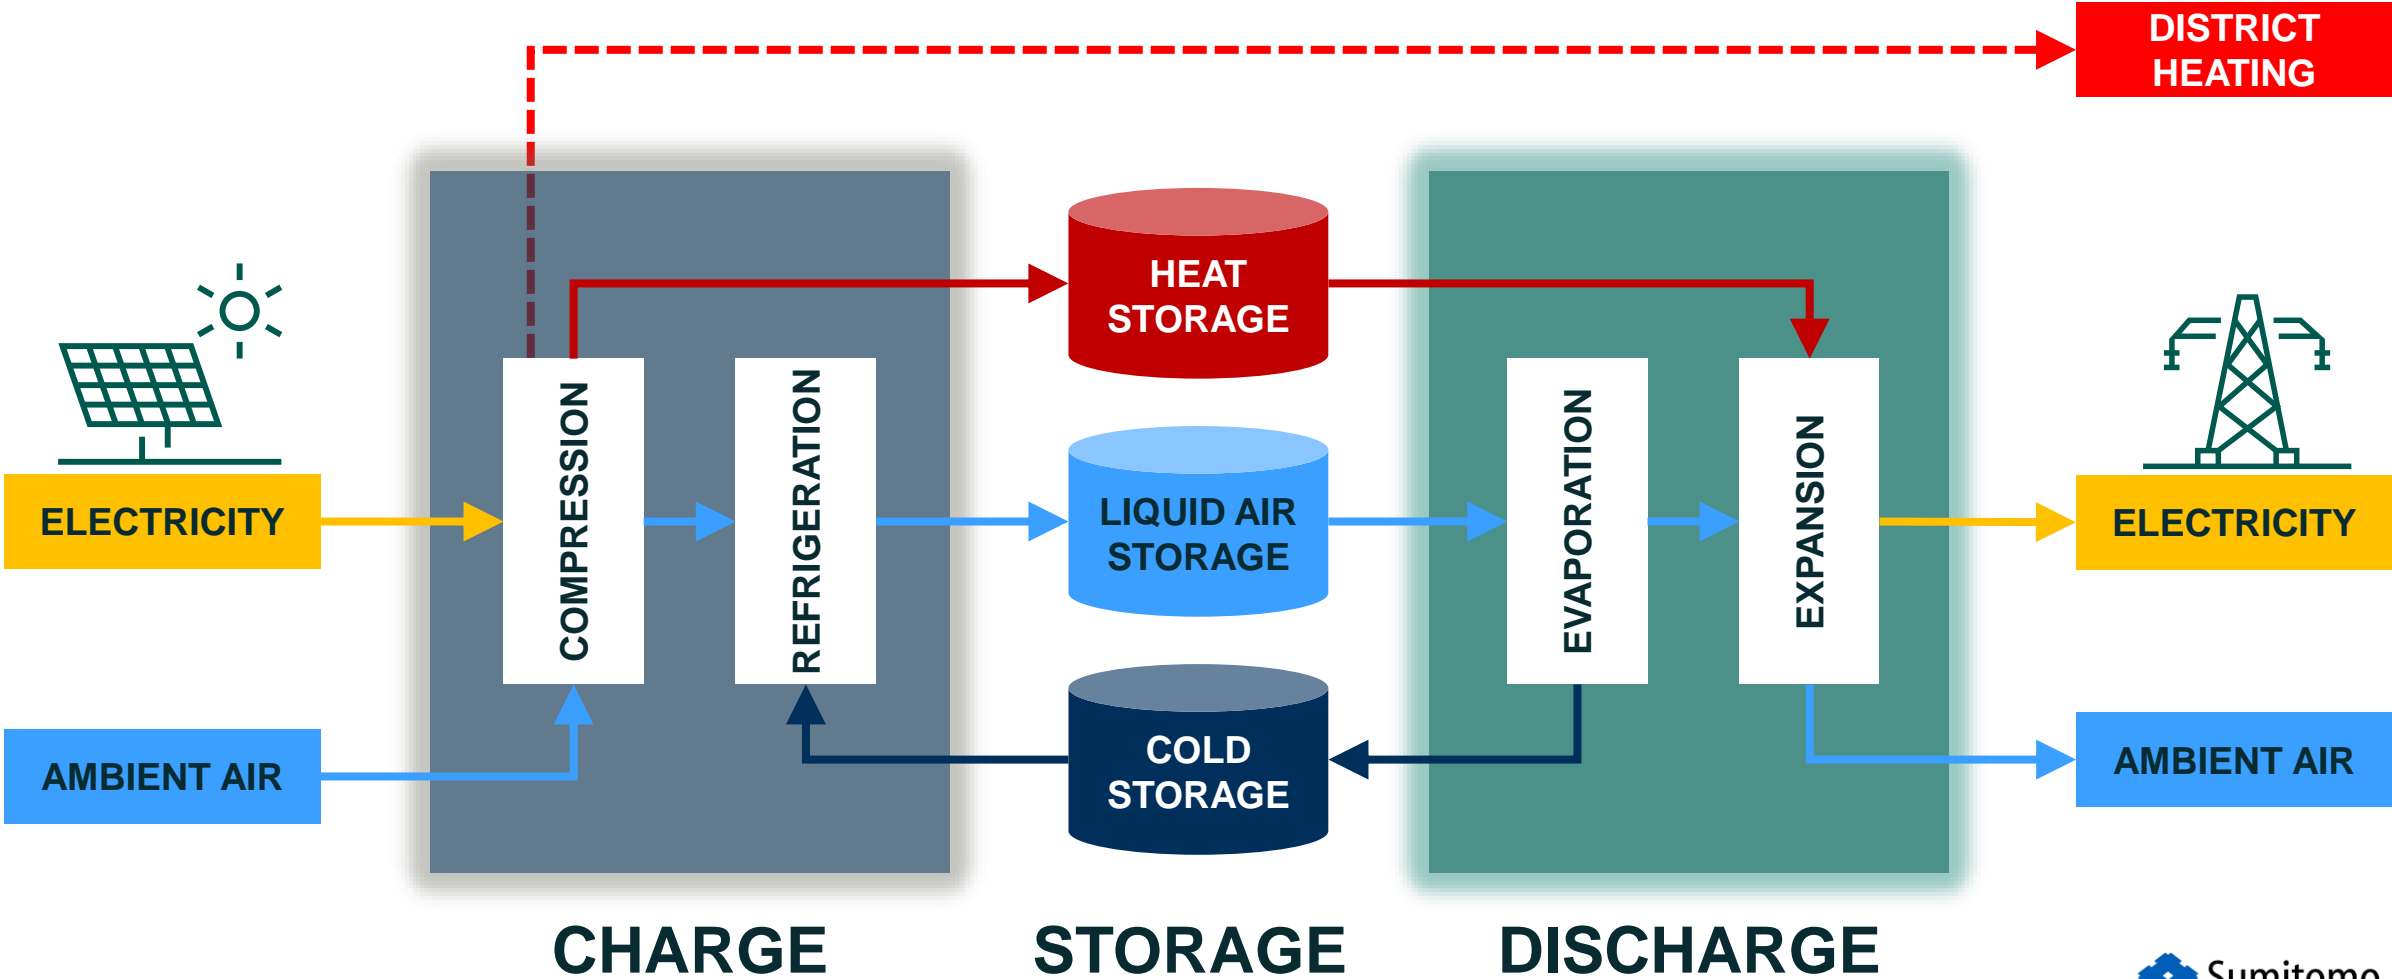 DISTRICT
HEATING
HEAT
STORAGE
COMPRESSION
REFRIGERATION
EVAPORATION
EXPANSION
ELECTRICITY
LIQUID AIR
STORAGE
ELECTRICITY
AMBIENT AIR
COLD
STORAGE
AMBIENT AIR
CHARGE
STORAGE
DISCHARGE
Sumitomo